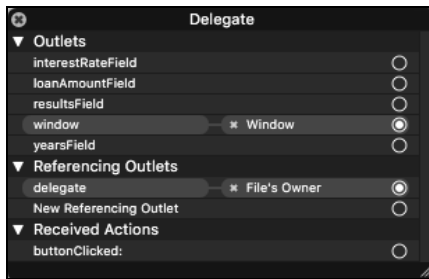 Delegate
Outlets
interestRateField
loanAmountField
resultsField
window Window
yearsField
Referencing Outlets
delegate File's Owner
New Referencing Outlet
Received Actions
buttonClicked: